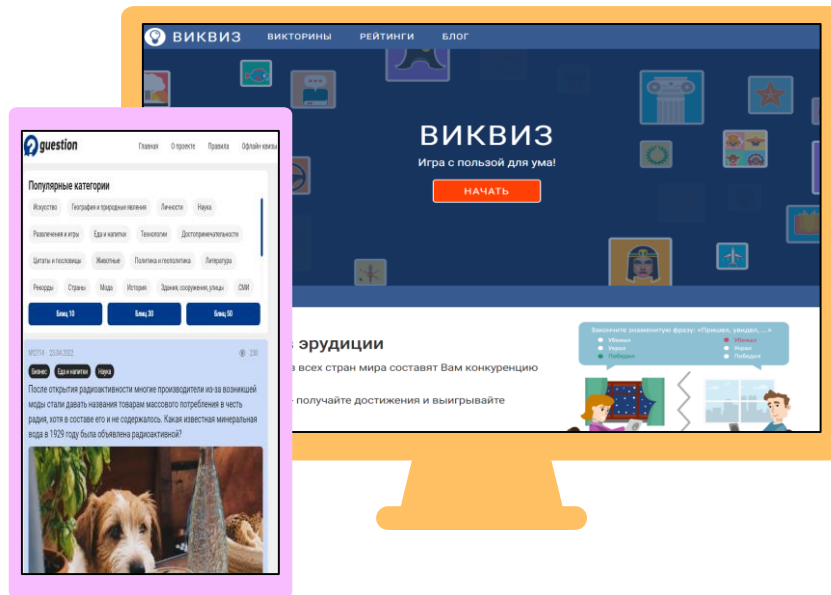 ВИКВИЗ
ВИКТОРИНЫ РЕЙТИНГИ БЛОГ
ВИКВИЗ
Игра с пользой для ума!
НАЧАТЬ
эрудиции
всех стран мира составят Вам конкуренцию
получайте достижения и выигрывайте
Закончите знаменитую фразу: «Пришел, увидел, ...»
Убежал Убежал
Украл Украл
Победил Победил
guestion
Главная О проекте Правила Офлайн квизы
Популярные категории
Искусство География и природные явления Личности Наука
Развлечения и игры Еда и напитки Технологии Достопримечательности
Цитаты и пословицы Животные Политика и геополитика Литература
Рекорды Страны Мода История Здания, сооружения, улицы СМИ
Блиц 10 Блиц 30 Блиц 50
23.04.2022 230
Бизнес Еда и напитки Наука
После открытия радиоактивности многие производители из-за возникшей
моды стали давать названия товарам массового потребления в честь
радия, хотя в составе его и не содержалось. Какая известная минеральная
вода в 1929 году была объявлена радиоактивной?